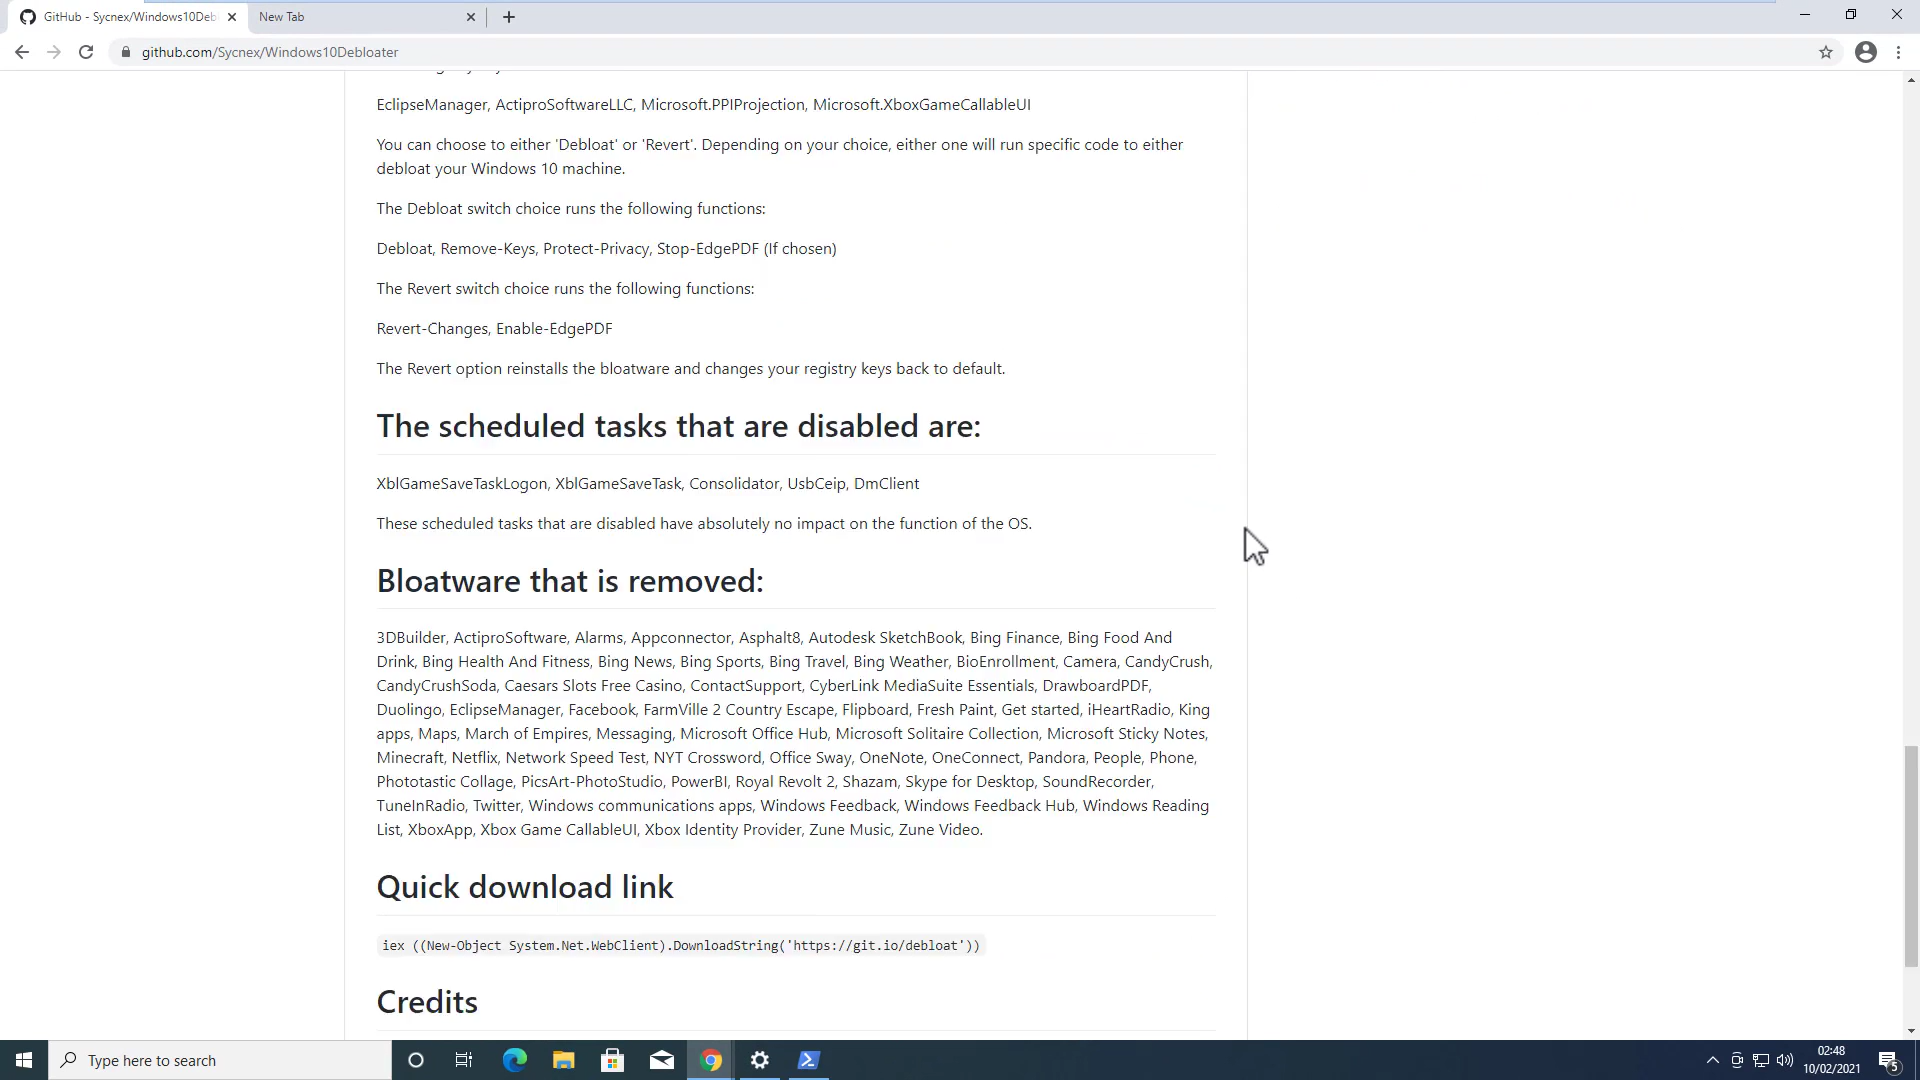 GitHub - Sycnex/Windows10Deb
New Tab
github.com/Sycnex/Windows10Debloater
EclipseManager, ActiproSoftwareLLC, Microsoft.PPIProjection, Microsoft.XboxGameCallableUI
You can choose to either 'Debloat' or 'Revert'. Depending on your choice, either one will run specific code to either
debloat your Windows 10 machine.
The Debloat switch choice runs the following functions:
Debloat, Remove-Keys, Protect-Privacy, Stop-EdgePDF (If chosen)
The Revert switch choice runs the following functions:
Revert-Changes, Enable-EdgePDF
The Revert option reinstalls the bloatware and changes your registry keys back to default.
The scheduled tasks that are disabled are:
XblGameSaveTaskLogon, XblGameSaveTask, Consolidator, UsbCeip, DmClient
These scheduled tasks that are disabled have absolutely no impact on the function of the OS.
Bloatware that is removed:
3DBuilder, ActiproSoftware, Alarms, Appconnector, Asphalt8, Autodesk SketchBook, Bing Finance, Bing Food And
Drink, Bing Health And Fitness, Bing News, Bing Sports, Bing Travel, Bing Weather, BioEnrollment, Camera, CandyCrush,
CandyCrushSoda, Caesars Slots Free Casino, ContactSupport, CyberLink MediaSuite Essentials, DrawboardPDF,
Duolingo, EclipseManager, Facebook, FarmVille 2 Country Escape, Flipboard, Fresh Paint, Get started, iHeartRadio, King
apps, Maps, March of Empires, Messaging, Microsoft Office Hub, Microsoft Solitaire Collection, Microsoft Sticky Notes,
Minecraft, Netflix, Network Speed Test, NYT Crossword, Office Sway, OneNote, OneConnect, Pandora, People, Phone,
Phototastic Collage, PicsArt-PhotoStudio, PowerBI, Royal Revolt 2, Shazam, Skype for Desktop, SoundRecorder,
TuneInRadio, Twitter, Windows communications apps, Windows Feedback, Windows Feedback Hub, Windows Reading
List, XboxApp, Xbox Game CallableUI, Xbox Identity Provider, Zune Music, Zune Video.
Quick download link
iex ((New-Object System.Net.WebClient).DownloadString('https://git.io/debloat'))
Credits
Type here to search
02:48
10/02/2021
5